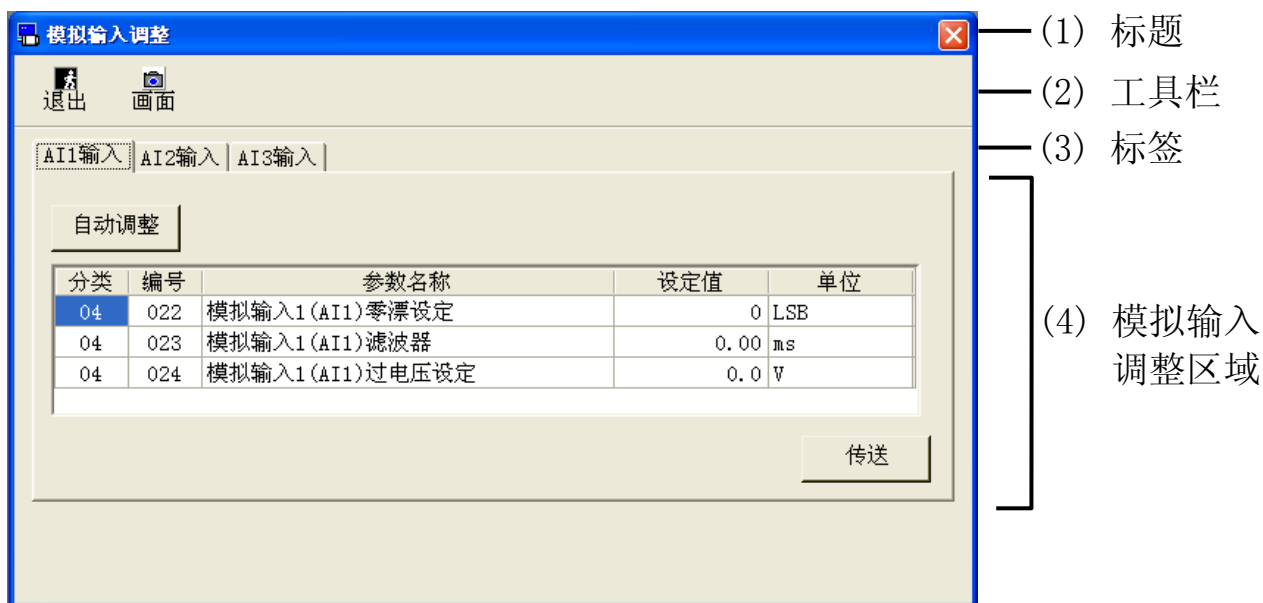 模拟输入调整
(1) 标题
退出 画面
(2) 工具栏
AI1输入 AI2输入 AI3输入
(3) 标签
自动调整
分类 编号 参数名称 设定值 单位
04 022 模拟输入1(AI1)零漂设定 0 LSB
04 023 模拟输入1(AI1)滤波器 0.00 ms
04 024 模拟输入1(AI1)过电压设定 0.0 V
传送
(4) 模拟输入
调整区域